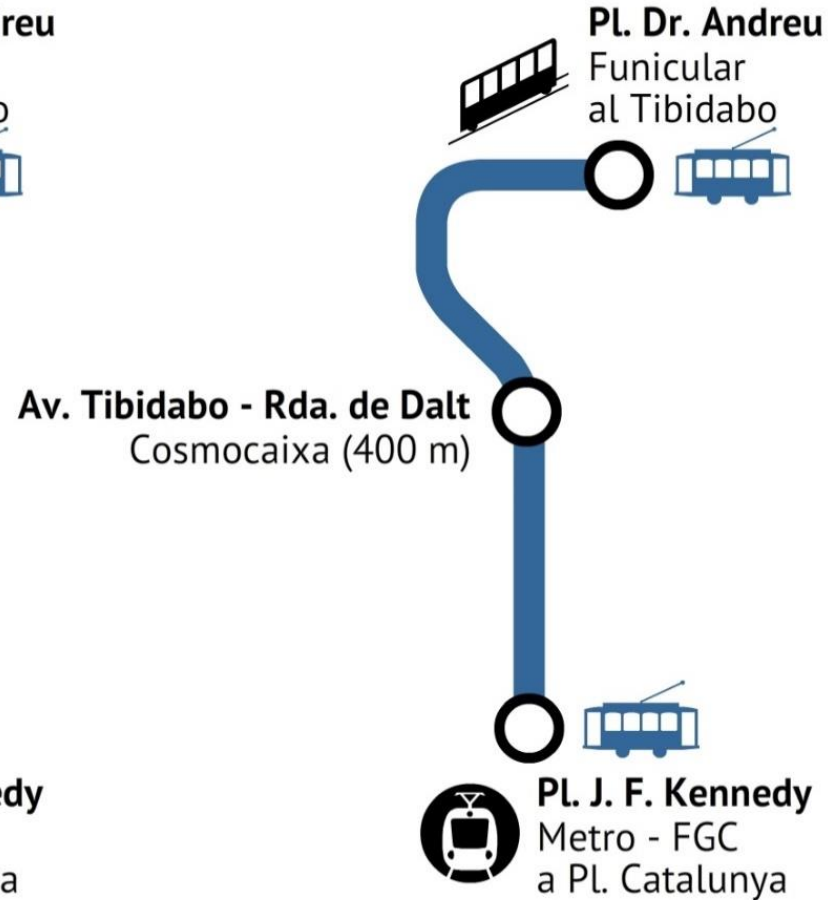 reu
Pl. Dr. Andreu
Funicular
al Tibidabo
o
Av. Tibidabo - Rda. de Dalt
Cosmocaixa (400 m)
edy
Pl. J. F. Kennedy
Metro - FGC
a Pl. Catalunya
a